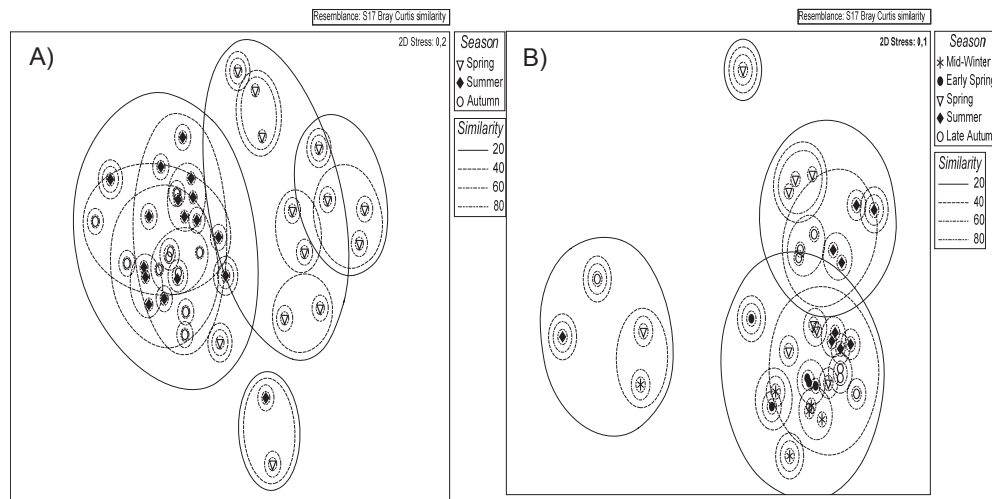 Resemblance: S17 Bray Curtis similarity
A)
2D Stress: 0,2
Season
Spring
Summer
Autumn
Similarity
20
40
60
80
Resemblance: S17 Bray Curtis similarity
B)
2D Stress: 0,1
Season
Mid-Winter
Early Spring
Spring
Summer
Late Autum
Similarity
20
40
60
80